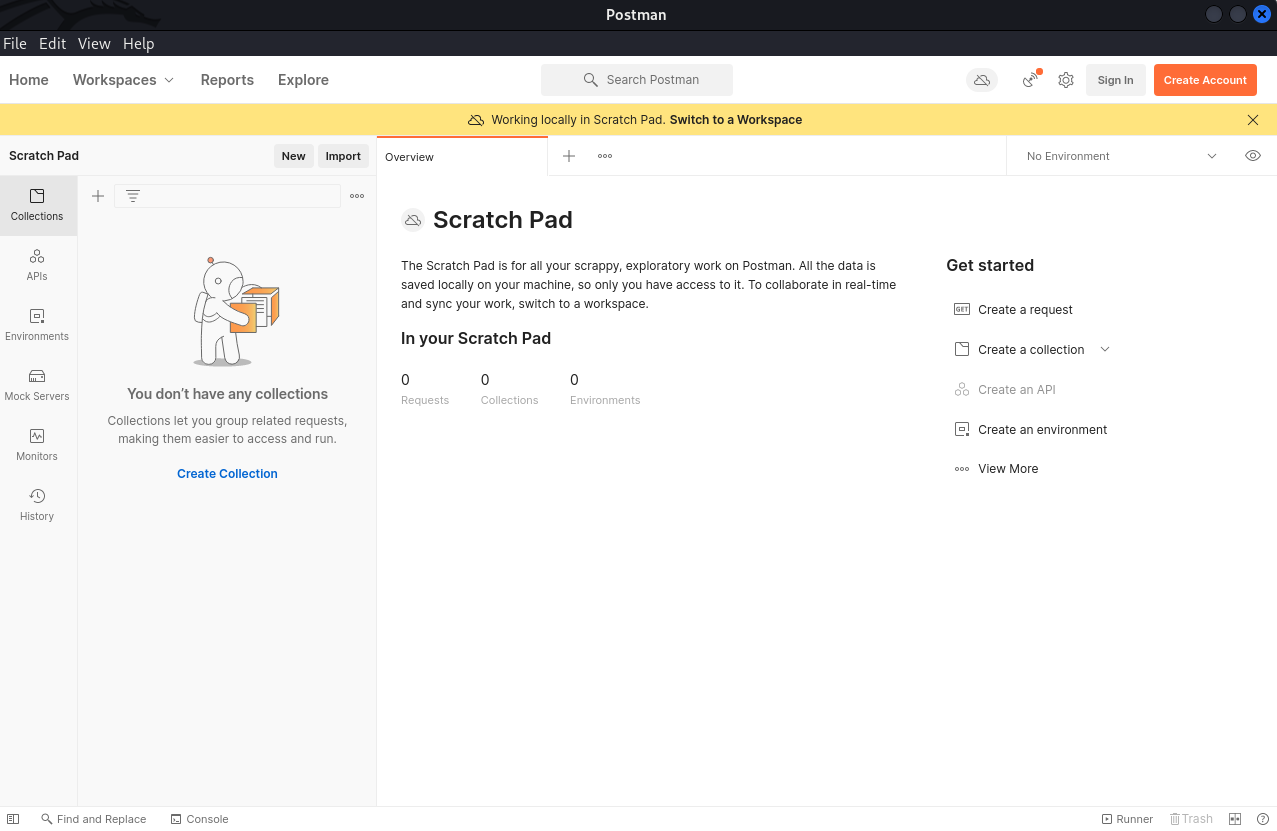 Postman
File Edit View Help
Home Workspaces Reports Explore Search Postman Sign In Create Account
Working locally in Scratch Pad. Switch to a Workspace
Scratch Pad New Import Overview No Environment
Collections
APIs
Environments
Mock Servers
Monitors
History
You don’t have any collections
Collections let you group related requests,
making them easier to access and run.
Create Collection
Scratch Pad
The Scratch Pad is for all your scrappy, exploratory work on Postman. All the data is
saved locally on your machine, so only you have access to it. To collaborate in real-time
and sync your work, switch to a workspace.
In your Scratch Pad
0 0 0
Requests Collections Environments
Get started
GET Create a request
Create a collection
Create an API
Create an environment
View More
Find and Replace Console Runner Trash